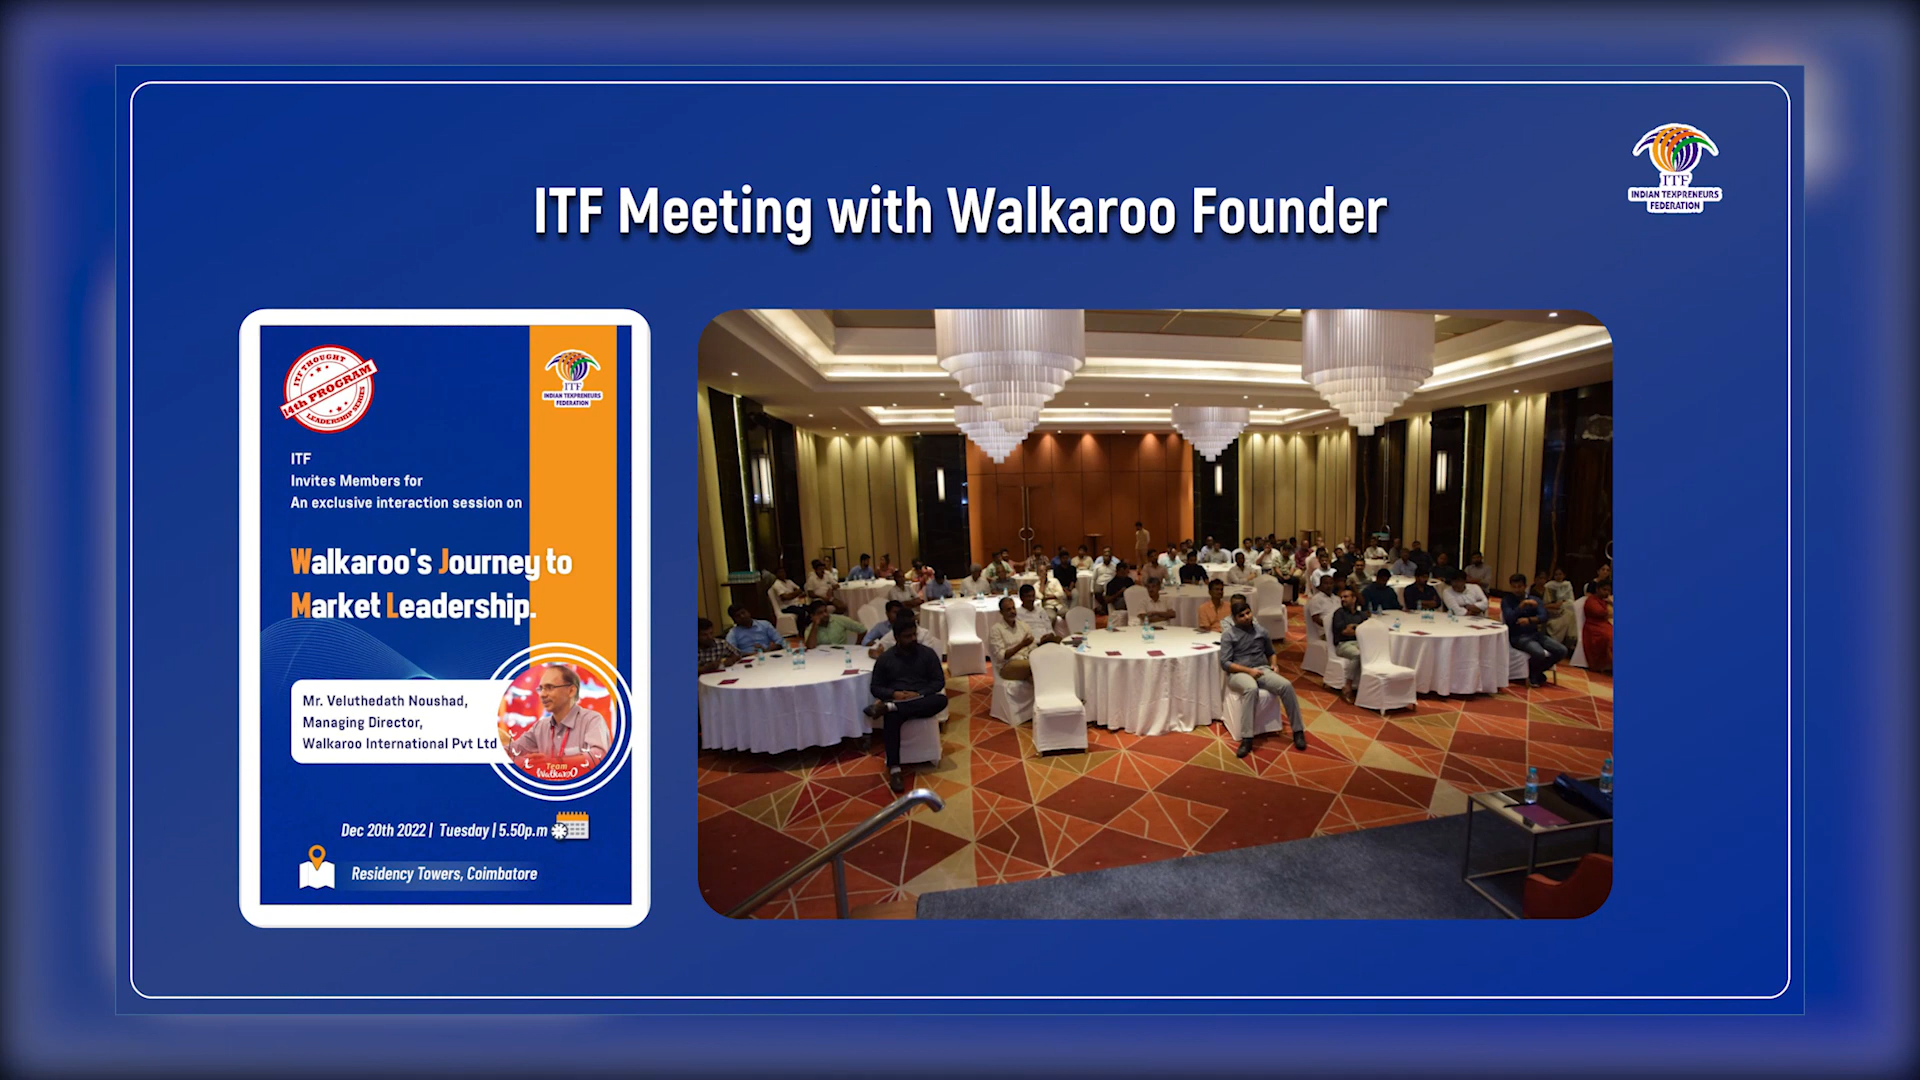 ITF Meeting with Walkaroo Founder
ITF
INDIAN TEXPRENEURS
FEDERATION
ITF THOUGHT
14th PROGRAM
LEADERSHIP SERIES
ITF
INDIAN TEXPRENEURS
FEDERATION
ITF
Invites Members for
An exclusive interaction session on
Walkaroo's Journey to
Market Leadership.
Mr. Veluthedath Noushad,
Managing Director,
Walkaroo International Pvt Ltd
Team
WalkarOO
Dec 20th 2022 | Tuesday | 5.50p.m
Residency Towers, Coimbatore